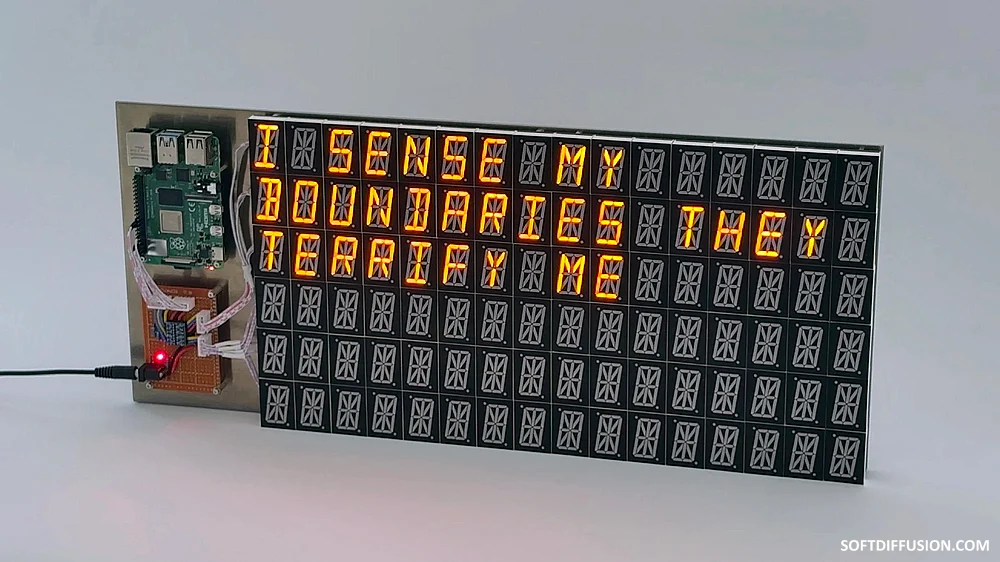 I SENSE MY
BOUNDARIES THEY
TERRIFY ME
SOFTDIFFUSION.COM